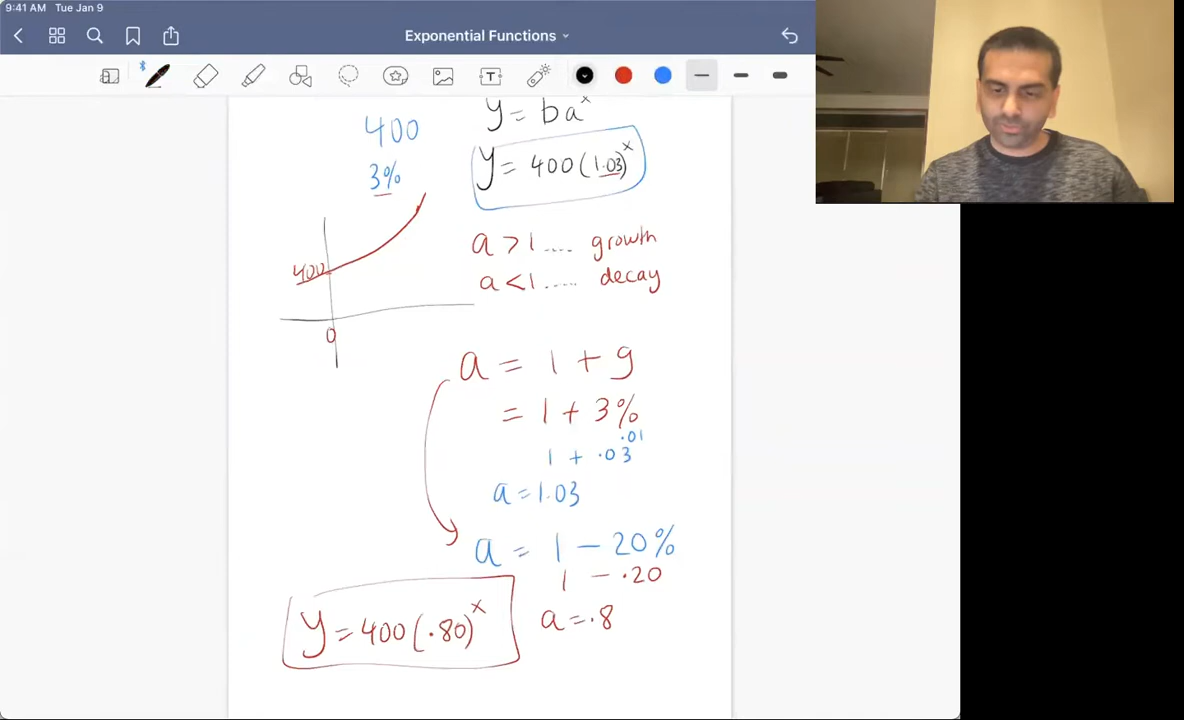 9:41 AM Tue Jan 9
Exponential Functions
T
400
3%
y = ba^x
y = 400(1.03)^x
400
0
a > 1 .... growth
a < 1 ..... decay
a = 1 + g
= 1 + 3%
.01
1 + .03
a = 1.03
a = 1 - 20%
1 - .20
a = .8
y = 400(.80)^x